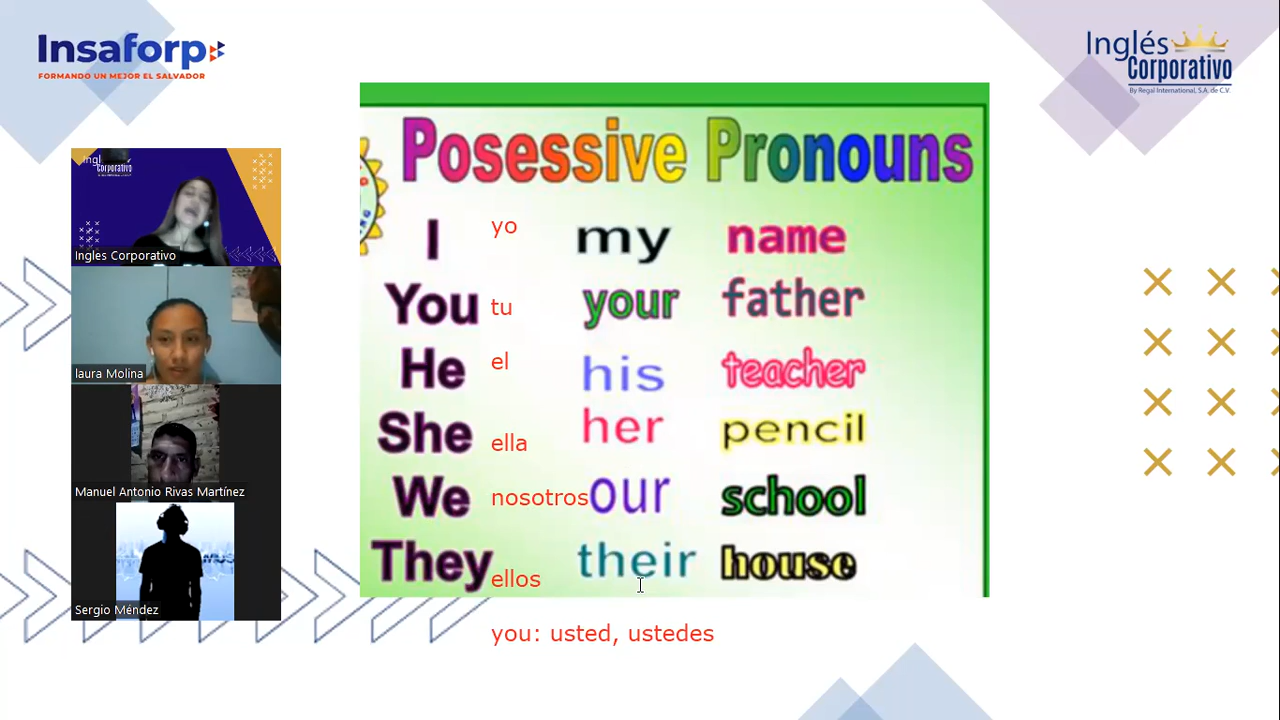 Insaforp
FORMANDO UN MEJOR EL SALVADOR
Inglés
Corporativo
By Regal International, S.A. de C.V.
Ingl
Corporativo
Ingles Corporativo
laura Molina
Manuel Antonio Rivas Martínez
Sergio Méndez
Posessive Pronouns
I yo my name
You tu your father
He el his teacher
She ella her pencil
We nosotros our school
They ellos their house
you: usted, ustedes